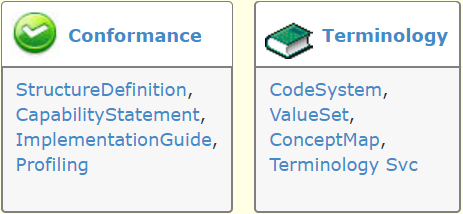 Conformance
StructureDefinition,
CapabilityStatement,
ImplementationGuide,
Profiling
Terminology
CodeSystem,
ValueSet,
ConceptMap,
Terminology Svc